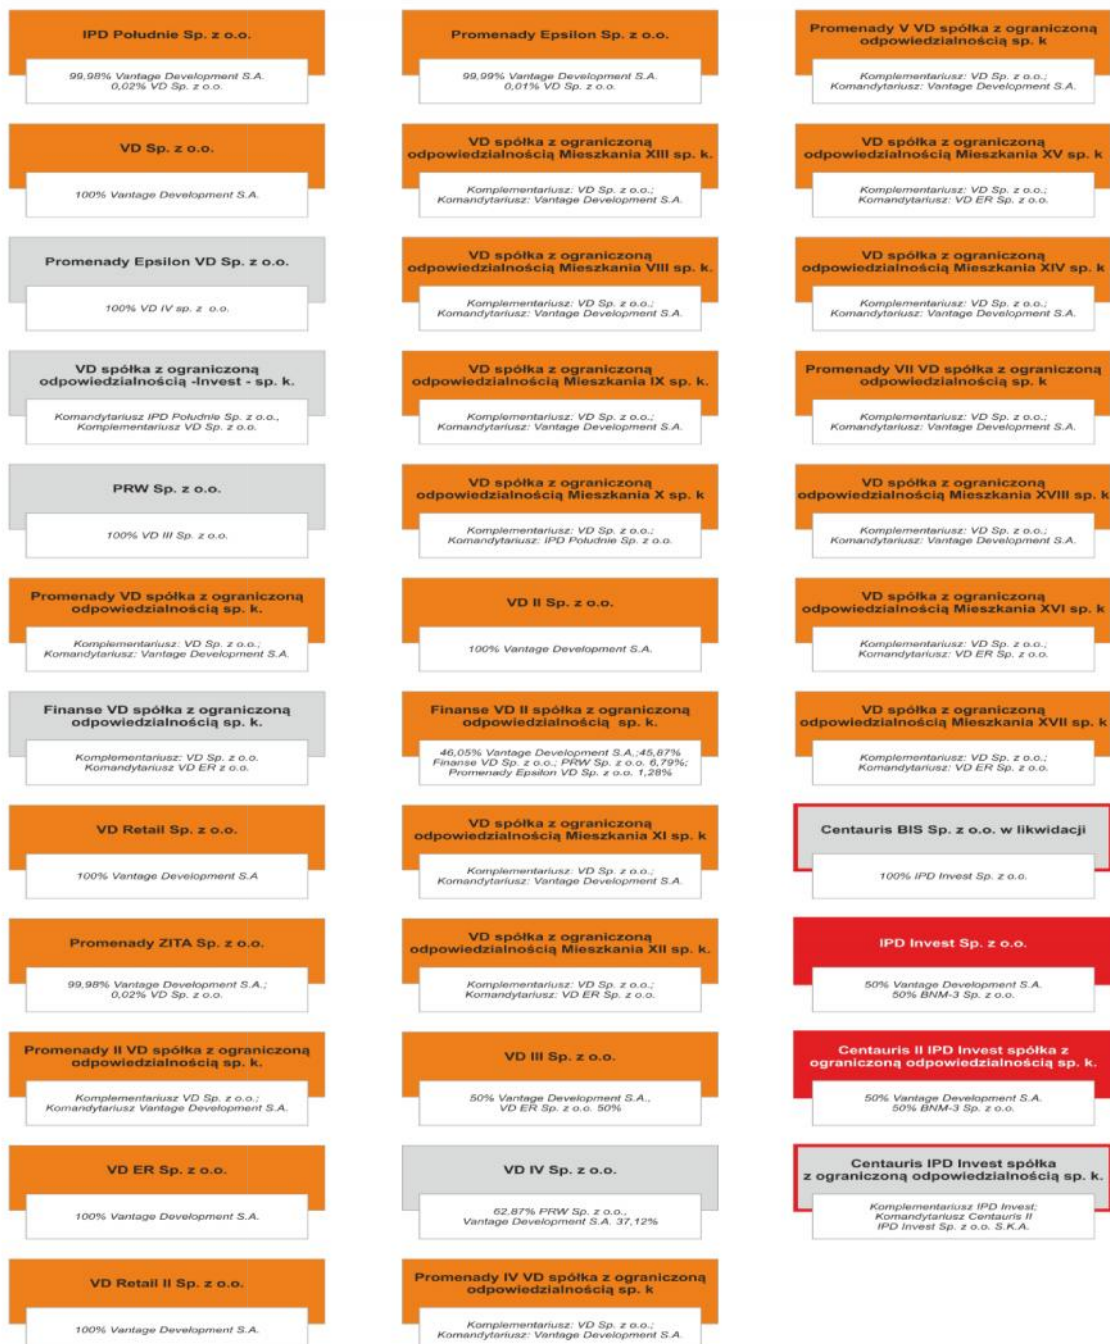 IPD Południe Sp. z o.o.
99,98% Vantage Development S.A.
0,02% VD Sp. z o.o.
VD Sp. z o.o.
100% Vantage Development S.A.
Promenady Epsilon VD Sp. z o.o.
100% VD IV sp. z o.o.
VD spółka z ograniczoną
odpowiedzialnością -Invest - sp. k.
Komandytariusz IPD Południe Sp. z o.o.,
Komplementariusz VD Sp. z o.o.
PRW Sp. z o.o.
100% VD III Sp. z o.o.
Promenady VD spółka z ograniczoną
odpowiedzialnością sp. k.
Komplementariusz: VD Sp. z o.o.;
Komandytariusz: Vantage Development S.A.
Finanse VD spółka z ograniczoną
odpowiedzialnością sp. k.
Komplementariusz: VD Sp. z o.o.
Komandytariusz VD ER z o.o.
VD Retail Sp. z o.o.
100% Vantage Development S.A
Promenady ZITA Sp. z o.o.
99,98% Vantage Development S.A.;
0,02% VD Sp. z o.o.
Promenady II VD spółka z ograniczoną
odpowiedzialnością sp. k.
Komplementariusz VD Sp. z o.o.;
Komandytariusz Vantage Development S.A.
VD ER Sp. z o.o.
100% Vantage Development S.A.
VD Retail II Sp. z o.o.
100% Vantage Development S.A.
Promenady Epsilon Sp. z o.o.
99,99% Vantage Development S.A.
0,01% VD Sp. z o.o.
VD spółka z ograniczoną
odpowiedzialnością Mieszkania XIII sp. k.
Komplementariusz: VD Sp. z o.o.;
Komandytariusz: Vantage Development S.A.
VD spółka z ograniczoną
odpowiedzialnością Mieszkania VIII sp. k.
Komplementariusz: VD Sp. z o.o.;
Komandytariusz: Vantage Development S.A.
VD spółka z ograniczoną
odpowiedzialnością Mieszkania IX sp. k.
Komplementariusz: VD Sp. z o.o.;
Komandytariusz: Vantage Development S.A.
VD spółka z ograniczoną
odpowiedzialnością Mieszkania X sp. k
Komplementariusz: VD Sp. z o.o.;
Komandytariusz: IPD Południe Sp. z o.o.
VD II Sp. z o.o.
100% Vantage Development S.A.
Finanse VD II spółka z ograniczoną
odpowiedzialnością sp. k.
46,05% Vantage Development S.A.;45,87%
Finanse VD Sp. z o.o.; PRW Sp. z o.o. 6,79%;
Promenady Epsilon VD Sp. z o.o. 1,28%
VD spółka z ograniczoną
odpowiedzialnością Mieszkania XI sp. k
Komplementariusz: VD Sp. z o.o.;
Komandytariusz: Vantage Development S.A.
VD spółka z ograniczoną
odpowiedzialnością Mieszkania XII sp. k.
Komplementariusz: VD Sp. z o.o.;
Komandytariusz: VD ER Sp. z o.o.
VD III Sp. z o.o.
50% Vantage Development S.A.,
VD ER Sp. z o.o. 50%
VD IV Sp. z o.o.
62,87% PRW Sp. z o.o.,
Vantage Development S.A. 37,12%
Promenady IV VD spółka z ograniczoną
odpowiedzialnością sp. k
Komplementariusz: VD Sp. z o.o.;
Komandytariusz: Vantage Development S.A.
Promenady V VD spółka z ograniczoną
odpowiedzialnością sp. k
Komplementariusz: VD Sp. z o.o.;
Komandytariusz: Vantage Development S.A.
VD spółka z ograniczoną
odpowiedzialnością Mieszkania XV sp. k
Komplementariusz: VD Sp. z o.o.;
Komandytariusz: VD ER Sp. z o.o.
VD spółka z ograniczoną
odpowiedzialnością Mieszkania XIV sp. k
Komplementariusz: VD Sp. z o.o.;
Komandytariusz: Vantage Development S.A.
Promenady VII VD spółka z ograniczoną
odpowiedzialnością sp. k
Komplementariusz: VD Sp. z o.o.;
Komandytariusz: Vantage Development S.A.
VD spółka z ograniczoną
odpowiedzialnością Mieszkania XVIII sp. k
Komplementariusz: VD Sp. z o.o.;
Komandytariusz: Vantage Development S.A.
VD spółka z ograniczoną
odpowiedzialnością Mieszkania XVI sp. k
Komplementariusz: VD Sp. z o.o.;
Komandytariusz: VD ER Sp. z o.o.
VD spółka z ograniczoną
odpowiedzialnością Mieszkania XVII sp. k
Komplementariusz: VD Sp. z o.o.;
Komandytariusz: VD ER Sp. z o.o.
Centauris BIS Sp. z o.o. w likwidacji
100% IPD Invest Sp. z o.o.
IPD Invest Sp. z o.o.
50% Vantage Development S.A.
50% BNM-3 Sp. z o.o.
Centauris II IPD Invest spółka z
ograniczoną odpowiedzialnością sp. k.
50% Vantage Development S.A.
50% BNM-3 Sp. z o.o.
Centauris IPD Invest spółka
z ograniczoną odpowiedzialnością sp. k.
Komplementariusz IPD Invest;
Komandytariusz Centauris II
IPD Invest Sp. z o.o. S.K.A.